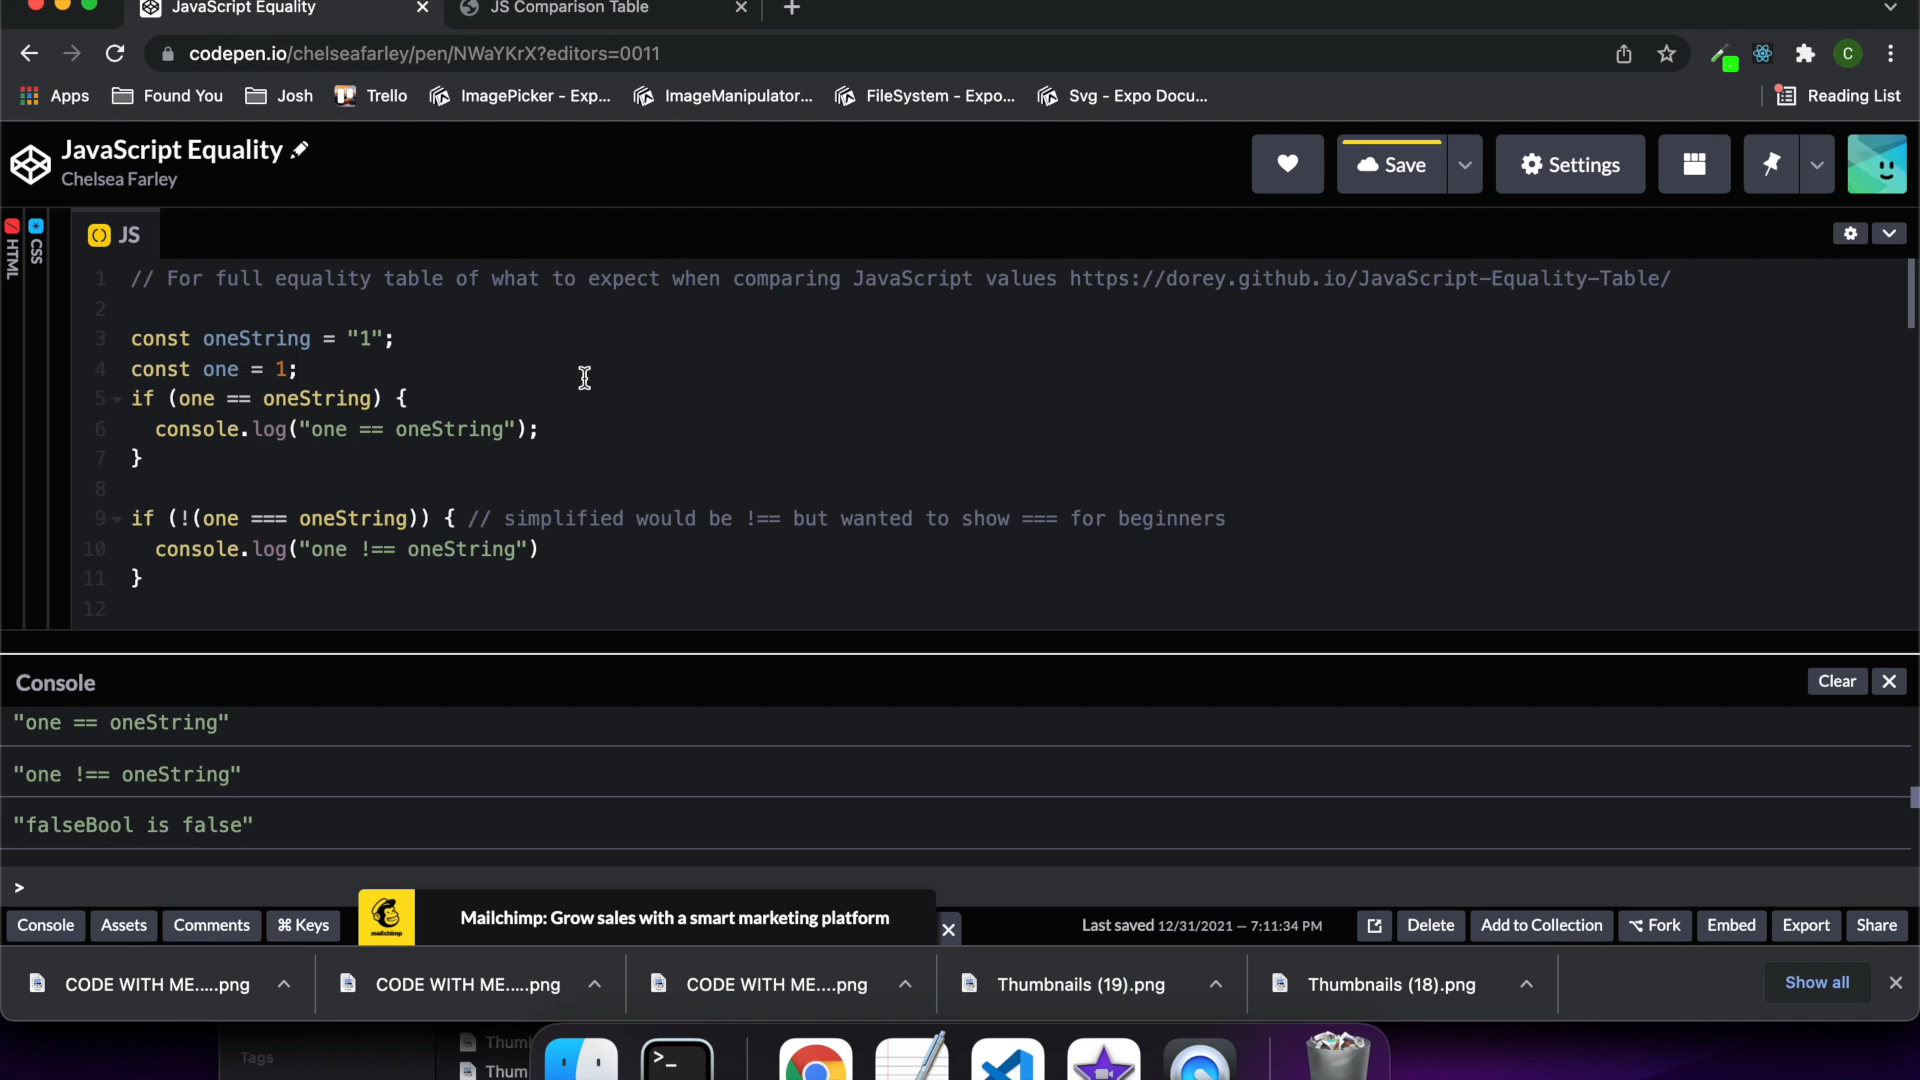 JavaScript Equality
JS Comparison Table
codepen.io/chelseafarley/pen/NWaYKrX?editors=0011
C
Apps
Found You
Josh
Trello
ImagePicker - Exp...
ImageManipulator...
FileSystem - Expo...
Svg - Expo Docu...
Reading List
JavaScript Equality
Chelsea Farley
Save
Settings
HTML
CSS
JS
1 // For full equality table of what to expect when comparing JavaScript values https://dorey.github.io/JavaScript-Equality-Table/
2
3 const oneString = "1";
4 const one = 1;
5 if (one == oneString) {
6 console.log("one == oneString");
7 }
8
9 if (!(one === oneString)) { // simplified would be !== but wanted to show === for beginners
10 console.log("one !== oneString")
11 }
12
Console
Clear
"one == oneString"
"one !== oneString"
"falseBool is false"
>
Console
Assets
Comments
⌘ Keys
mailchimp
Mailchimp: Grow sales with a smart marketing platform
Last saved 12/31/2021 — 7:11:34 PM
Delete
Add to Collection
Fork
Embed
Export
Share
CODE WITH ME.....png
CODE WITH ME.....png
CODE WITH ME....png
Thumbnails (19).png
Thumbnails (18).png
Show all
Tags